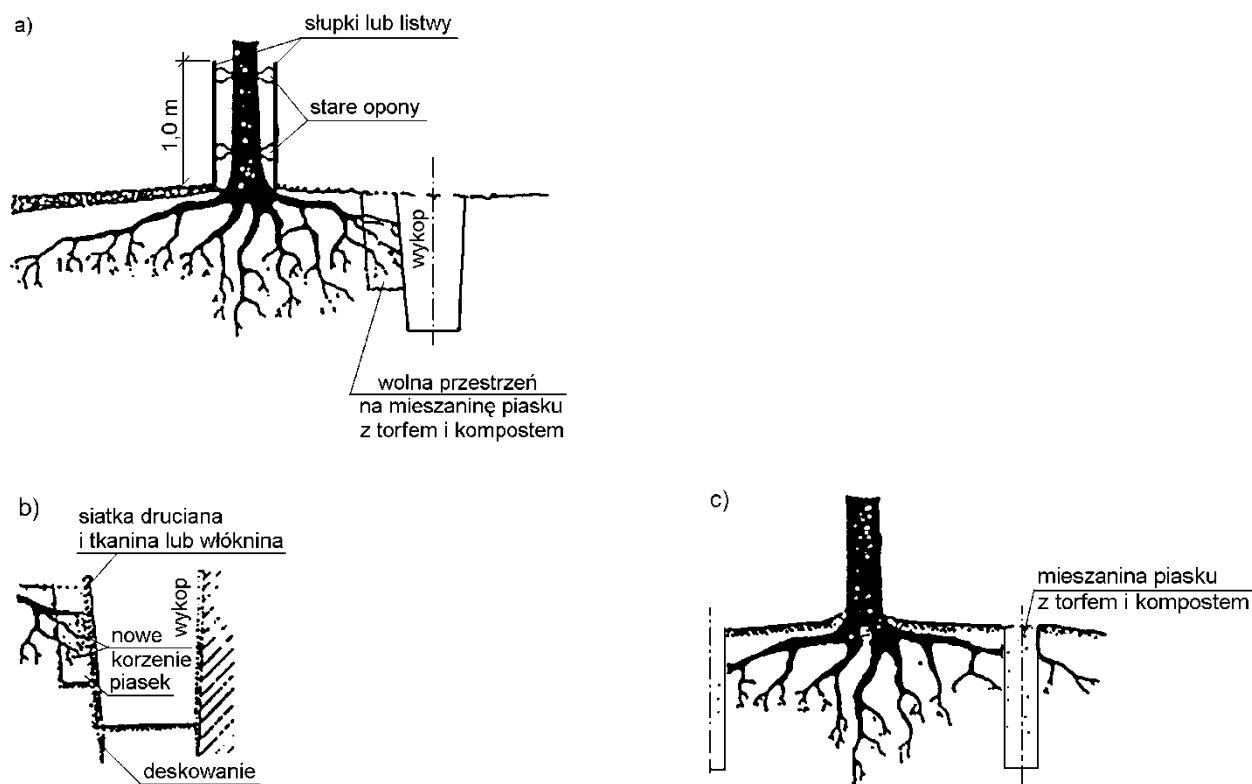 a)
słupki lub listwy
1,0 m
stare opony
wykop
wolna przestrzeń
na mieszaninę piasku
z torfem i kompostem
b)
siatka druciana
i tkanina lub włóknina
wykop
nowe
korzenie
piasek
deskowanie
c)
mieszanina piasku
z torfem i kompostem